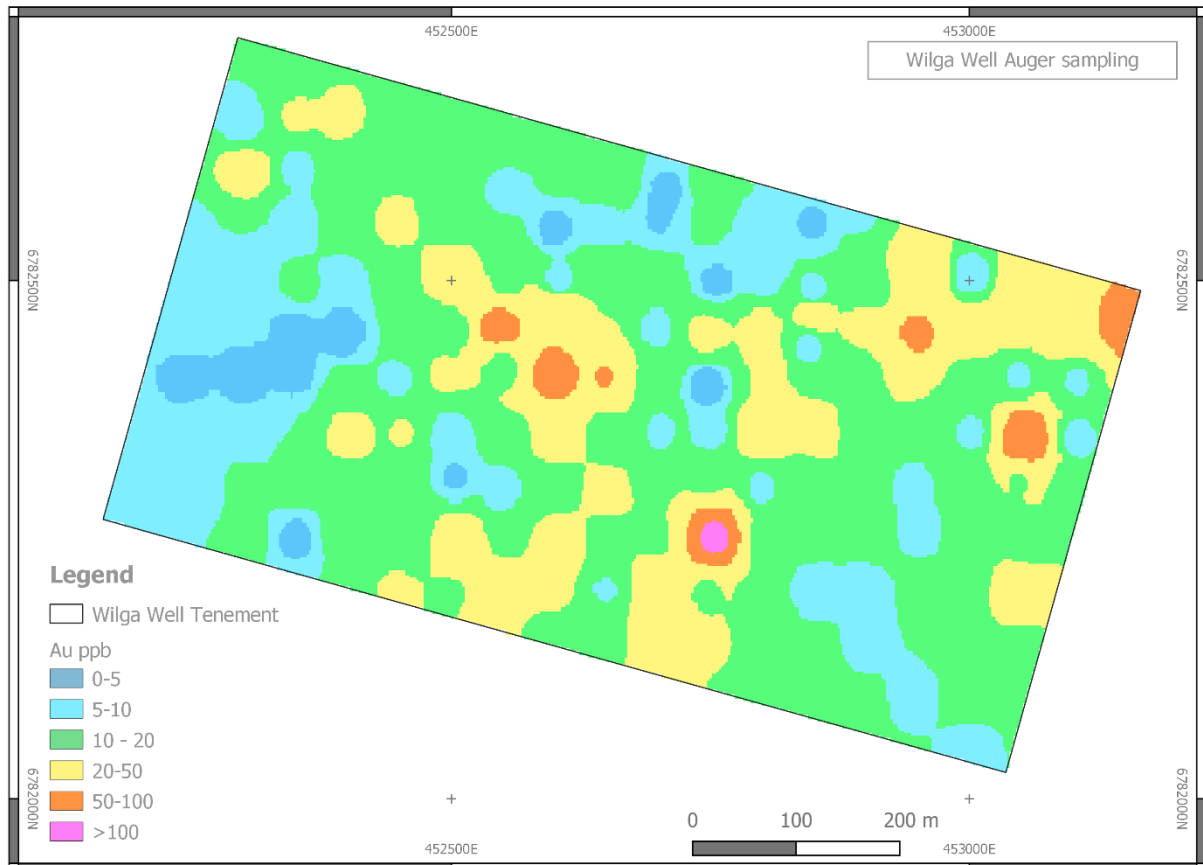 452500E
453000E
Wilga Well Auger sampling
6782500N
6782500N
Legend
Wilga Well Tenement
Au ppb
0-5
5-10
10 - 20
20-50
50-100
>100
6782000N
6782000N
0 100 200 m
452500E
453000E